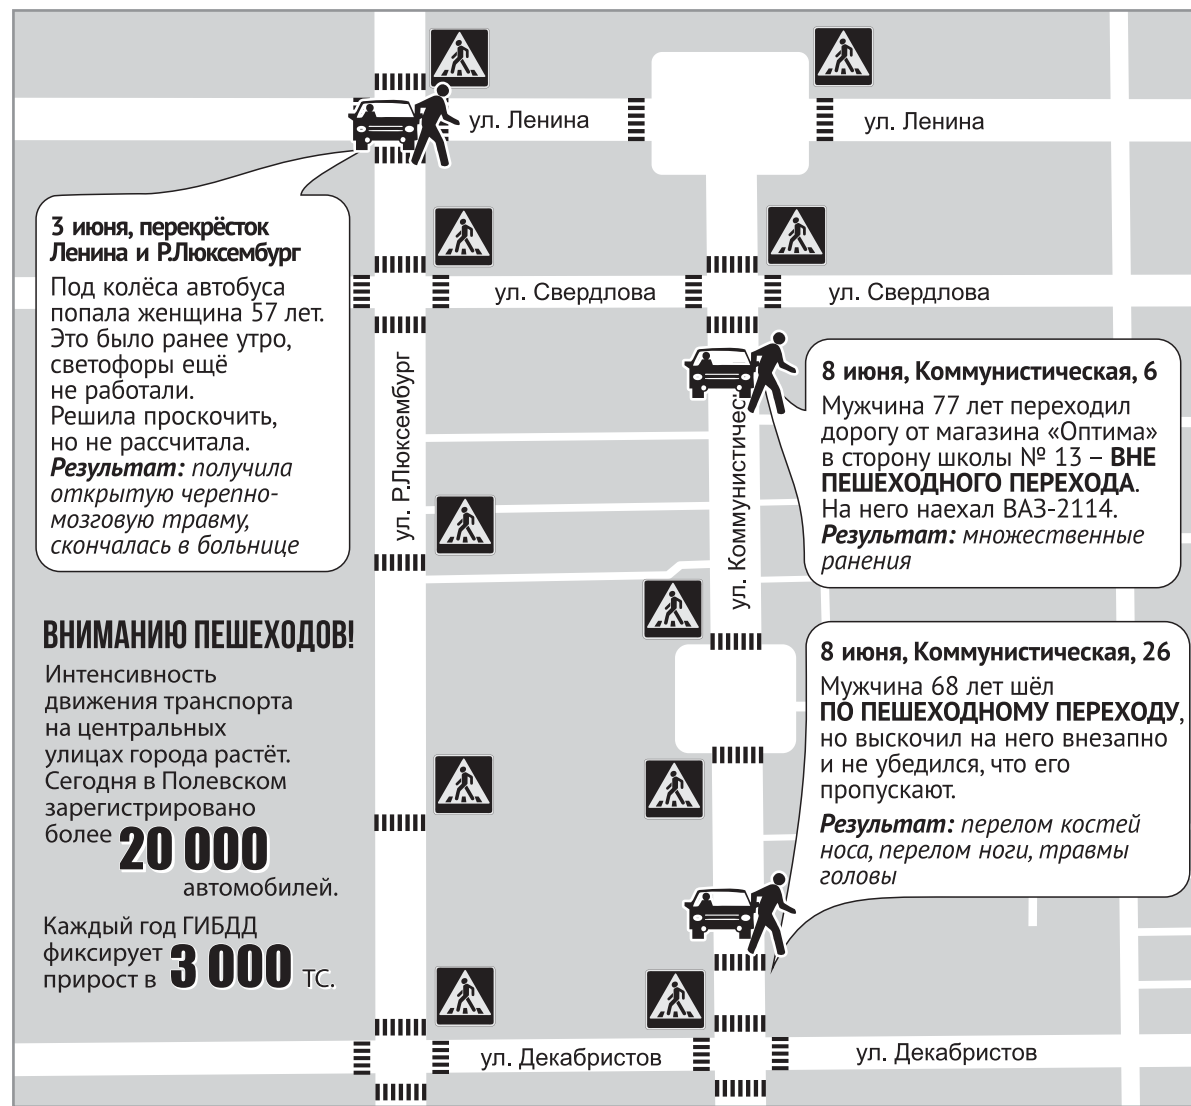 ул. Ленина
ул. Ленина
3 июня, перекрёсток
Ленина и Р.Люксембург
Под колёса автобуса
попала женщина 57 лет.
Это было ранее утро,
светофоры ещё
не работали.
Решила проскочить,
но не рассчитала.
Результат: получила
открытую черепно-
мозговую травму,
скончалась в больнице
ул. Свердлова
ул. Свердлова
ул. Р.Люксембург
ул. Коммунистичес
8 июня, Коммунистическая, 6
Мужчина 77 лет переходил
дорогу от магазина «Оптима»
в сторону школы № 13 – ВНЕ
ПЕШЕХОДНОГО ПЕРЕХОДА.
На него наехал ВАЗ-2114.
Результат: множественные
ранения
8 июня, Коммунистическая, 26
Мужчина 68 лет шёл
ПО ПЕШЕХОДНОМУ ПЕРЕХОДУ,
но выскочил на него внезапно
и не убедился, что его
пропускают.
Результат: перелом костей
носа, перелом ноги, травмы
головы
ВНИМАНИЮ ПЕШЕХОДОВ!
Интенсивность
движения транспорта
на центральных
улицах города растёт.
Сегодня в Полевском
зарегистрировано
более 20 000
автомобилей.
Каждый год ГИБДД
фиксирует
прирост в 3 000 ТС.
ул. Декабристов
ул. Декабристов